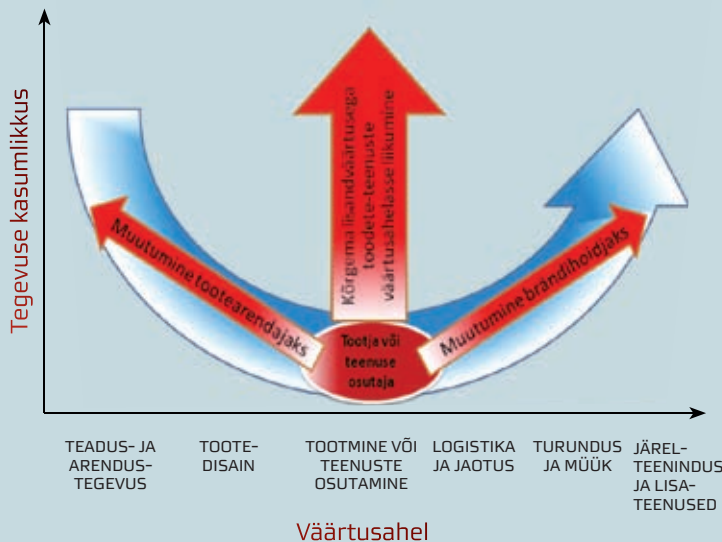 Tegevuse kasumlikkus
Muutumine tootearendajaks
Kõrgema lisandväärtusega
toodete-teenuste
väärtusahelasse liikumine
Muutumine brändihoidjaks
Tootja või
teenuse
osutaja
TEADUS- JA
ARENDUS-
TEGEVUS
TOOTE-
DISAIN
TOOTMINE VÕI
TEENUSTE
OSUTAMINE
LOGISTIKA
JA JAOTUS
TURUNDUS
JA MÜÜK
JÄREL-
TEENINDUS
JA LISA-
TEENUSED
Väärtusahel